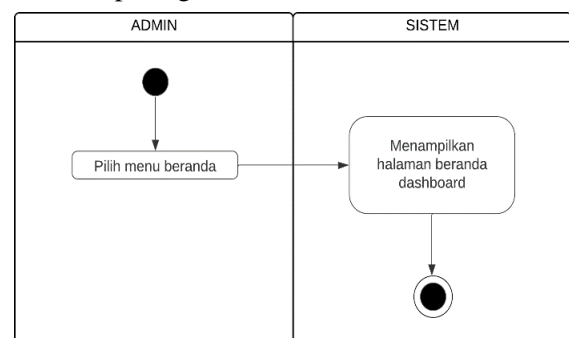 ADMIN
SISTEM
Pilih menu beranda
Menampilkan
halaman beranda
dashboard